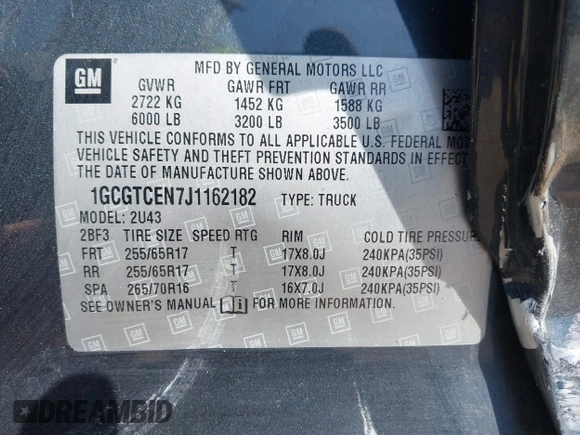 GM
MFD BY GENERAL MOTORS LLC
GVWR GAWR FRT GAWR RR
2722 KG 1452 KG 1588 KG
6000 LB 3200 LB 3500 LB
THIS VEHICLE CONFORMS TO ALL APPLICABLE U.S. FEDERAL MOT
VEHICLE SAFETY AND THEFT PREVENTION STANDARDS IN EFFECT
THE DATE OF MANUFACTURE SHOWN ABOVE.
1GCGTCEN7J1162182 TYPE: TRUCK
MODEL: 2U43
2BF3 TIRE SIZE SPEED RTG RIM COLD TIRE PRESSURE
FRT 255/65R17 T 17X8.0J 240KPA(35PSI)
RR 255/65R17 T 17X8.0J 240KPA(35PSI)
SPA 265/70R16 T 16X7.0J 240KPA(35PSI)
SEE OWNER'S MANUAL FOR MORE INFORMATION.
DREAMBID